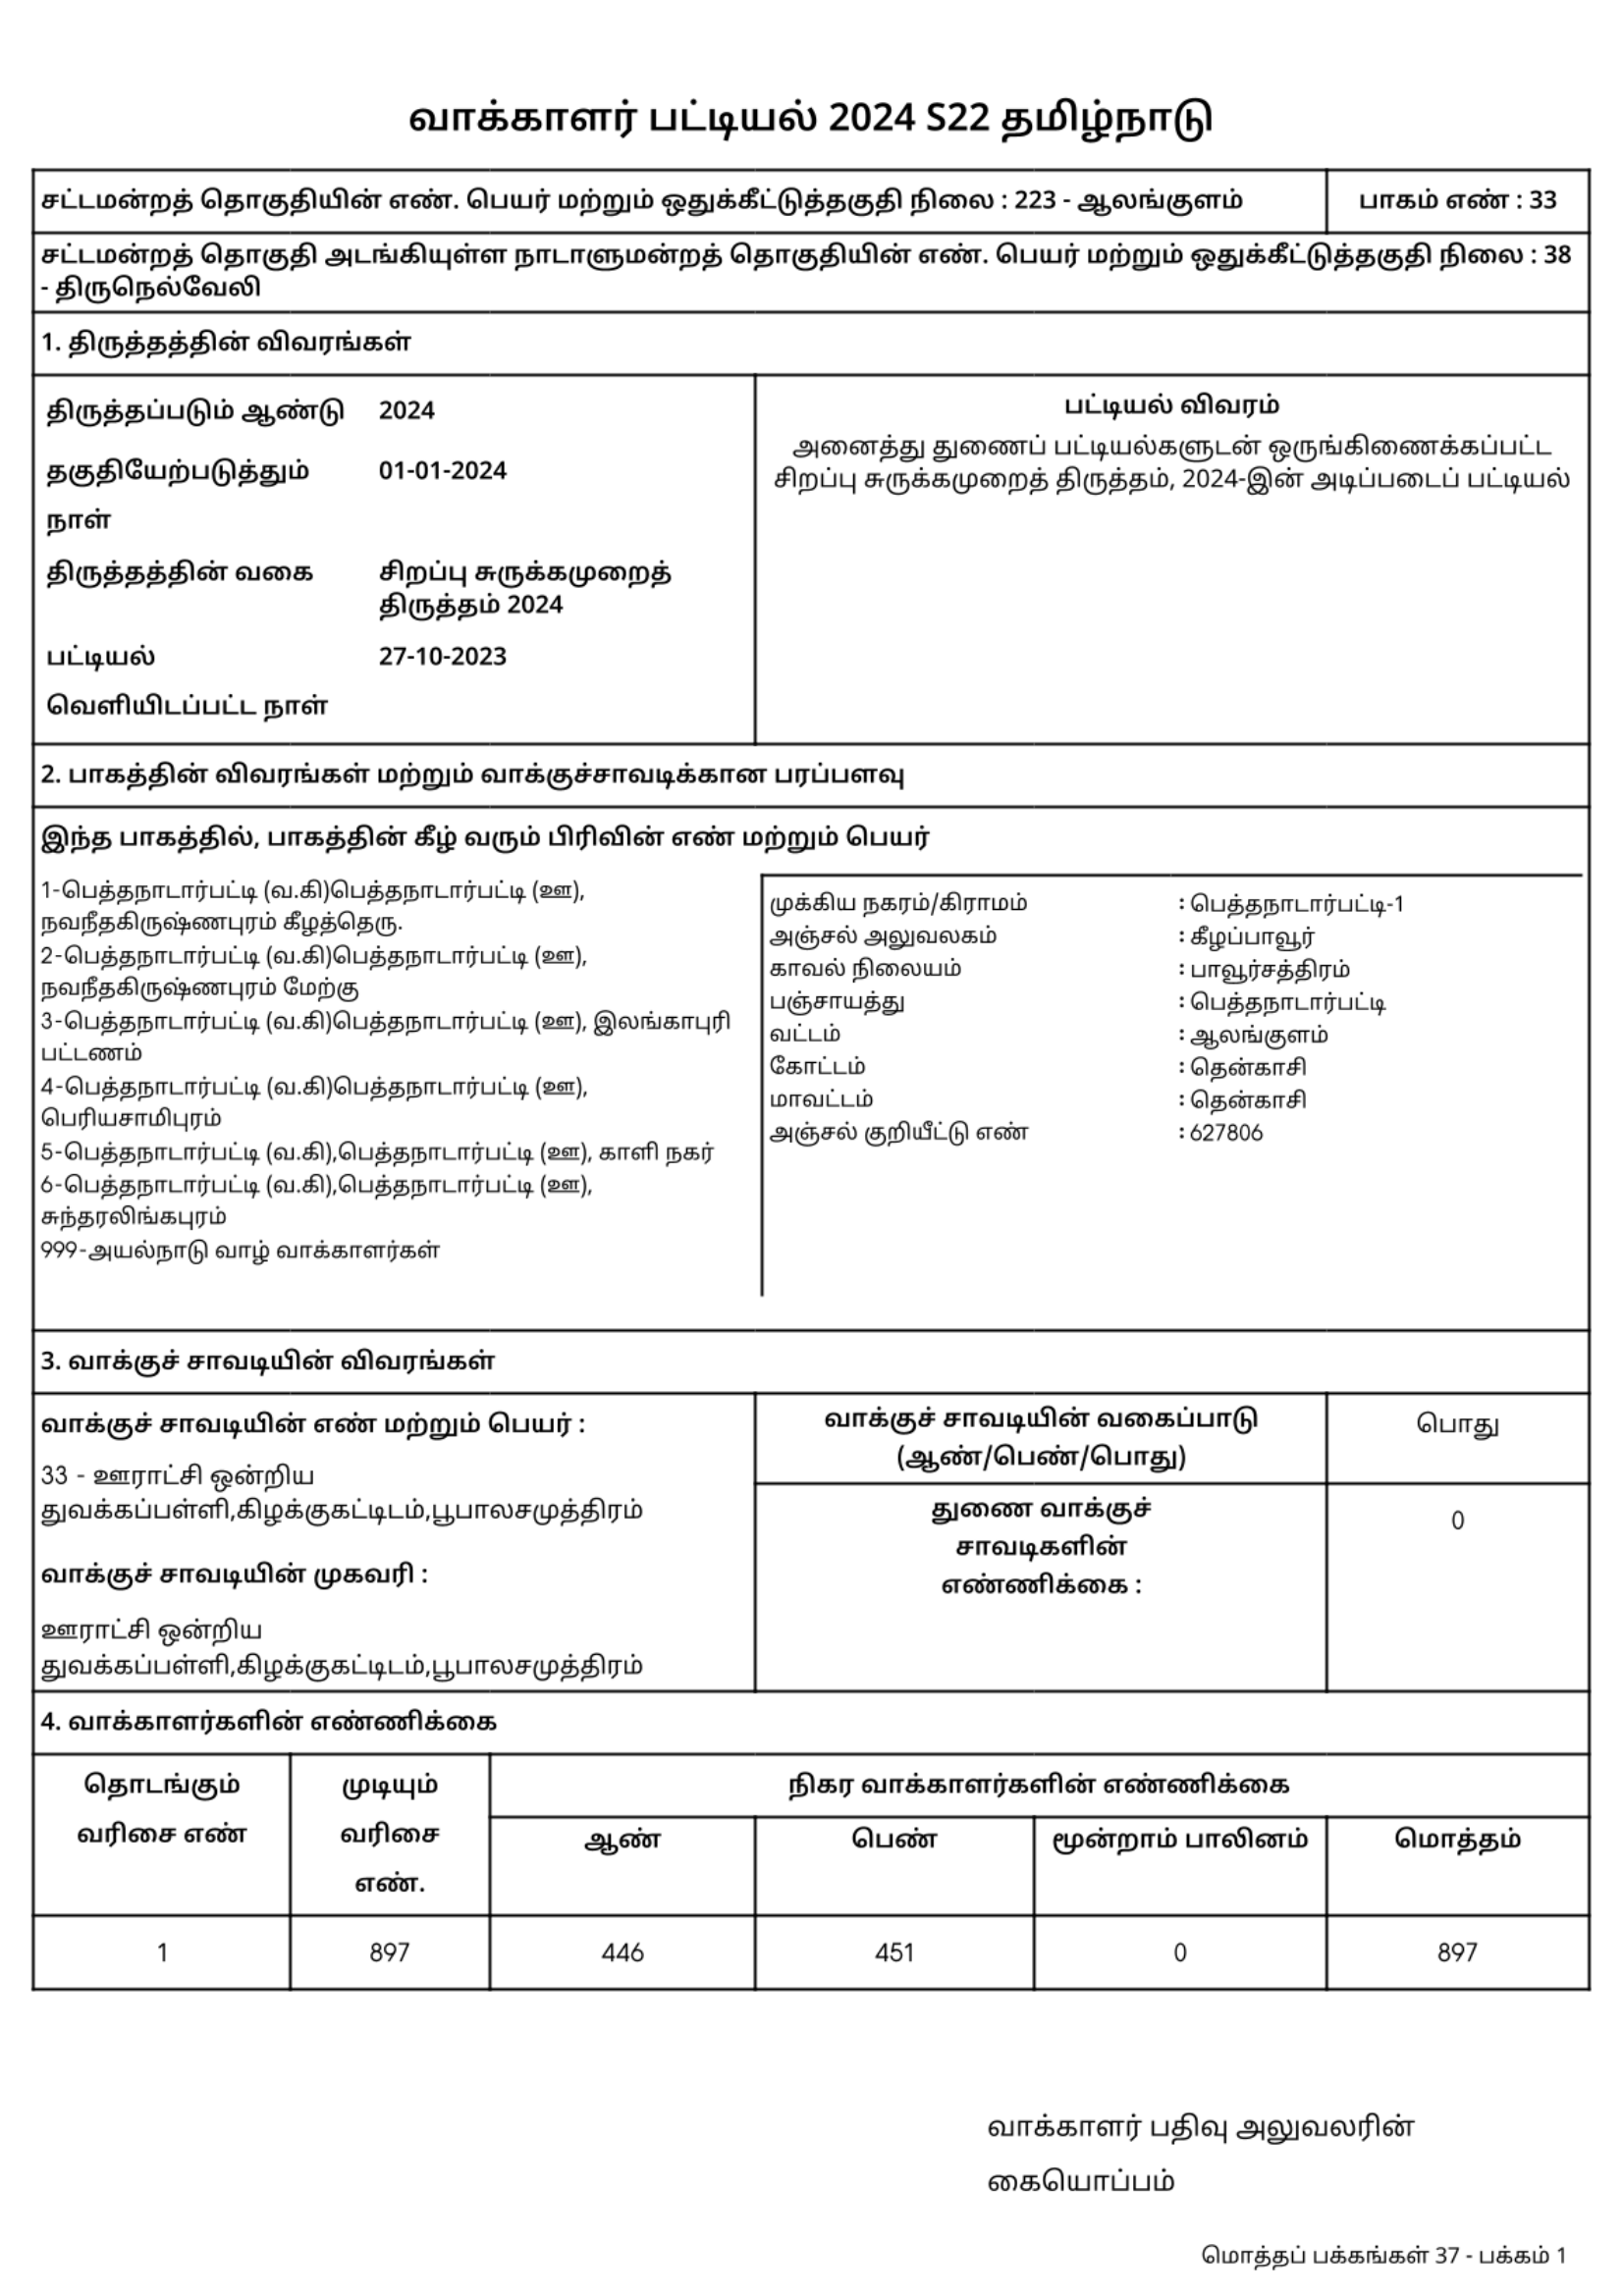 வாக்காளர் பட்டியல் 2024 S22 தமிழ்நாடு
சட்டமன்றத் தொகுதியின் எண். பெயர் மற்றும் ஒதுக்கீட்டுத்தகுதி நிலை : 223 - ஆலங்குளம்
பாகம் எண் : 33
சட்டமன்றத் தொகுதி அடங்கியுள்ள நாடாளுமன்றத் தொகுதியின் எண். பெயர் மற்றும் ஒதுக்கீட்டுத்தகுதி நிலை : 38
- திருநெல்வேலி
1. திருத்தத்தின் விவரங்கள்
திருத்தப்படும் ஆண்டு 2024
தகுதியேற்படுத்தும் 01-01-2024
நாள்
திருத்தத்தின் வகை சிறப்பு சுருக்கமுறைத்
திருத்தம் 2024
பட்டியல் 27-10-2023
வெளியிடப்பட்ட நாள்
பட்டியல் விவரம்
அனைத்து துணைப் பட்டியல்களுடன் ஒருங்கிணைக்கப்பட்ட
சிறப்பு சுருக்கமுறைத் திருத்தம், 2024-இன் அடிப்படைப் பட்டியல்
2. பாகத்தின் விவரங்கள் மற்றும் வாக்குச்சாவடிக்கான பரப்பளவு
இந்த பாகத்தில், பாகத்தின் கீழ் வரும் பிரிவின் எண் மற்றும் பெயர்
1-பெத்தநாடார்பட்டி (வ.கி)பெத்தநாடார்பட்டி (ஊ),
நவநீதகிருஷ்ணபுரம் கீழத்தெரு.
2-பெத்தநாடார்பட்டி (வ.கி)பெத்தநாடார்பட்டி (ஊ),
நவநீதகிருஷ்ணபுரம் மேற்கு
3-பெத்தநாடார்பட்டி (வ.கி)பெத்தநாடார்பட்டி (ஊ), இலங்காபுரி
பட்டணம்
4-பெத்தநாடார்பட்டி (வ.கி)பெத்தநாடார்பட்டி (ஊ),
பெரியசாமிபுரம்
5-பெத்தநாடார்பட்டி (வ.கி),பெத்தநாடார்பட்டி (ஊ), காளி நகர்
6-பெத்தநாடார்பட்டி (வ.கி),பெத்தநாடார்பட்டி (ஊ),
சுந்தரலிங்கபுரம்
999-அயல்நாடு வாழ் வாக்காளர்கள்
முக்கிய நகரம்/கிராமம் : பெத்தநாடார்பட்டி-1
அஞ்சல் அலுவலகம் : கீழப்பாவூர்
காவல் நிலையம் : பாவூர்சத்திரம்
பஞ்சாயத்து : பெத்தநாடார்பட்டி
வட்டம் : ஆலங்குளம்
கோட்டம் : தென்காசி
மாவட்டம் : தென்காசி
அஞ்சல் குறியீட்டு எண் : 627806
3. வாக்குச் சாவடியின் விவரங்கள்
வாக்குச் சாவடியின் எண் மற்றும் பெயர் :
33 - ஊராட்சி ஒன்றிய
துவக்கப்பள்ளி,கிழக்குகட்டிடம்,பூபாலசமுத்திரம்
வாக்குச் சாவடியின் முகவரி :
ஊராட்சி ஒன்றிய
துவக்கப்பள்ளி,கிழக்குகட்டிடம்,பூபாலசமுத்திரம்
வாக்குச் சாவடியின் வகைப்பாடு
(ஆண்/பெண்/பொது)
பொது
துணை வாக்குச்
சாவடிகளின்
எண்ணிக்கை :
0
4. வாக்காளர்களின் எண்ணிக்கை
தொடங்கும்
வரிசை எண்
முடியும்
வரிசை
எண்.
நிகர வாக்காளர்களின் எண்ணிக்கை
ஆண் பெண் மூன்றாம் பாலினம் மொத்தம்
1 897 446 451 0 897
வாக்காளர் பதிவு அலுவலரின்
கையொப்பம்
மொத்தப் பக்கங்கள் 37 - பக்கம் 1